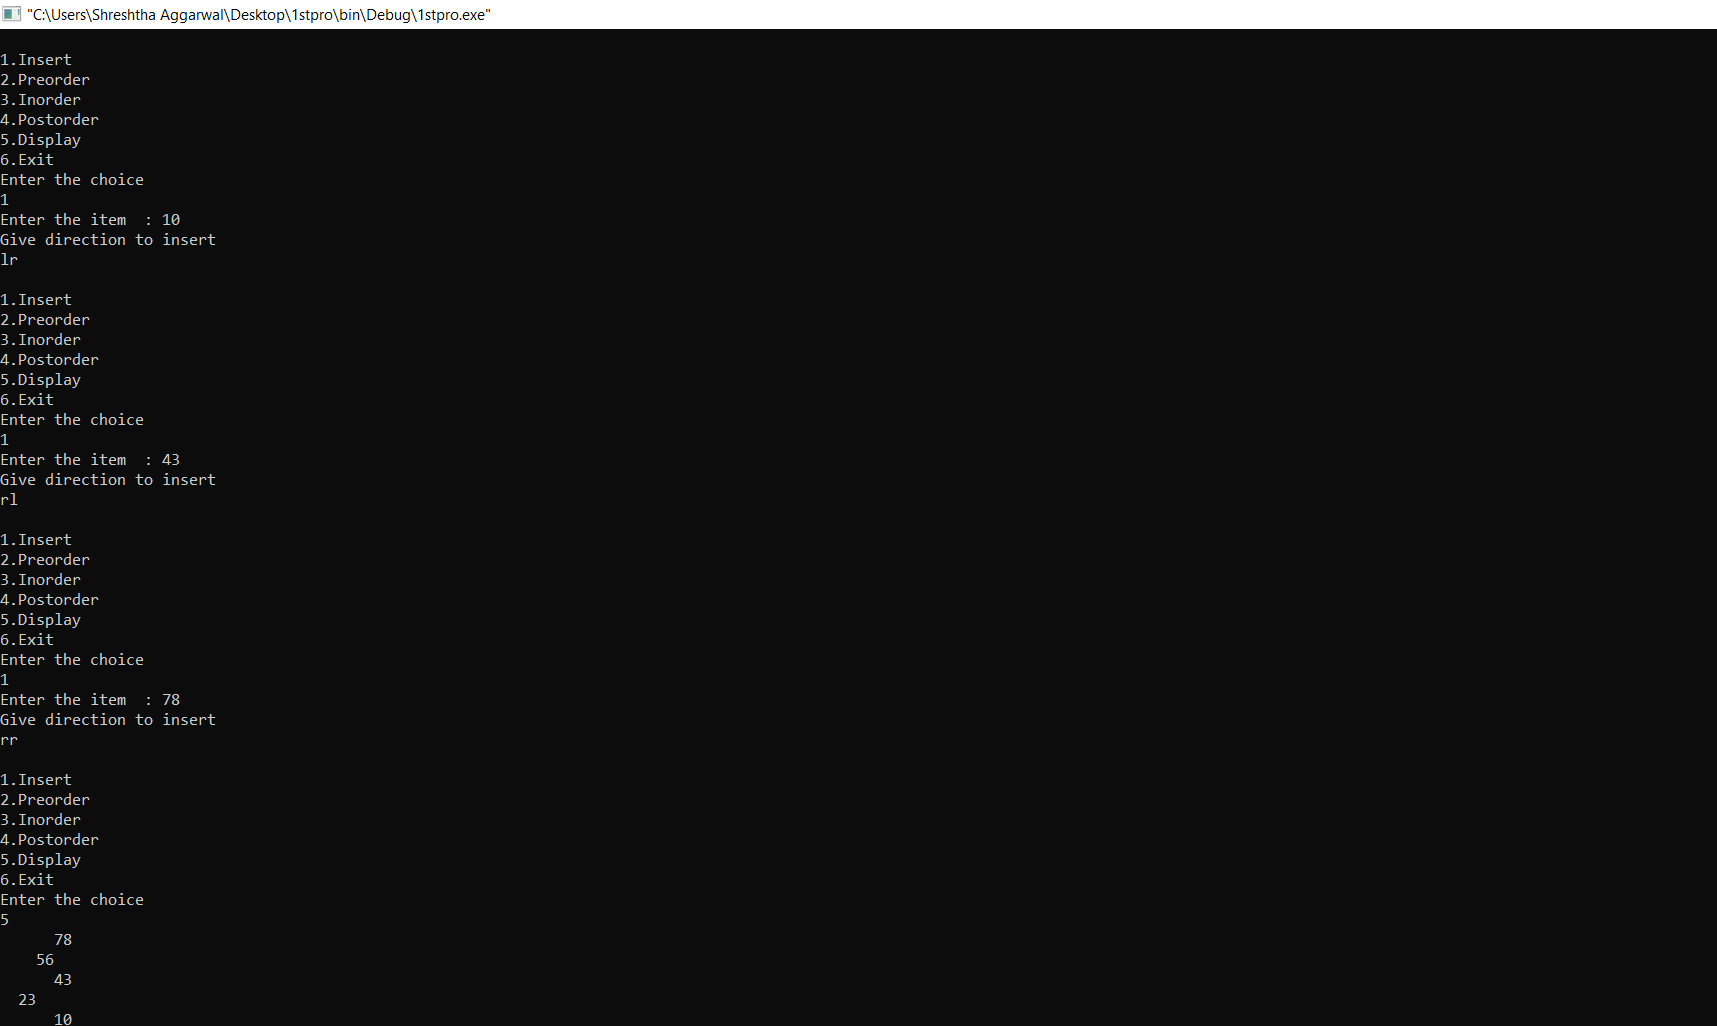 "C:\Users\Shreshtha Aggarwal\Desktop\1stpro\bin\Debug\1stpro.exe"
1.Insert
2.Preorder
3.Inorder
4.Postorder
5.Display
6.Exit
Enter the choice
1
Enter the item  : 10
Give direction to insert
lr
1.Insert
2.Preorder
3.Inorder
4.Postorder
5.Display
6.Exit
Enter the choice
1
Enter the item  : 43
Give direction to insert
rl
1.Insert
2.Preorder
3.Inorder
4.Postorder
5.Display
6.Exit
Enter the choice
1
Enter the item  : 78
Give direction to insert
rr
1.Insert
2.Preorder
3.Inorder
4.Postorder
5.Display
6.Exit
Enter the choice
5
      78
    56
      43
  23
      10